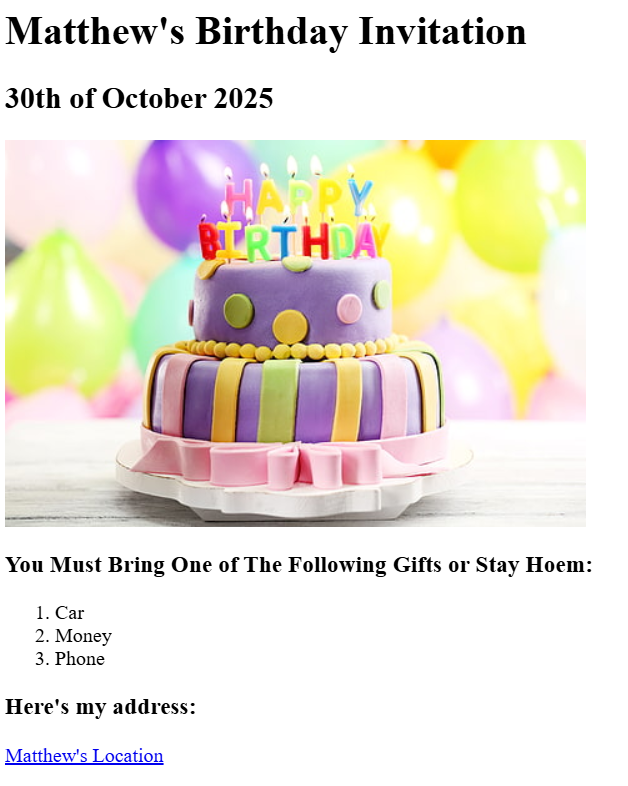 Matthew's Birthday Invitation
30th of October 2025
HAPPY
BIRTHDAY
You Must Bring One of The Following Gifts or Stay Hoem:
1. Car
2. Money
3. Phone
Here's my address:
Matthew's Location